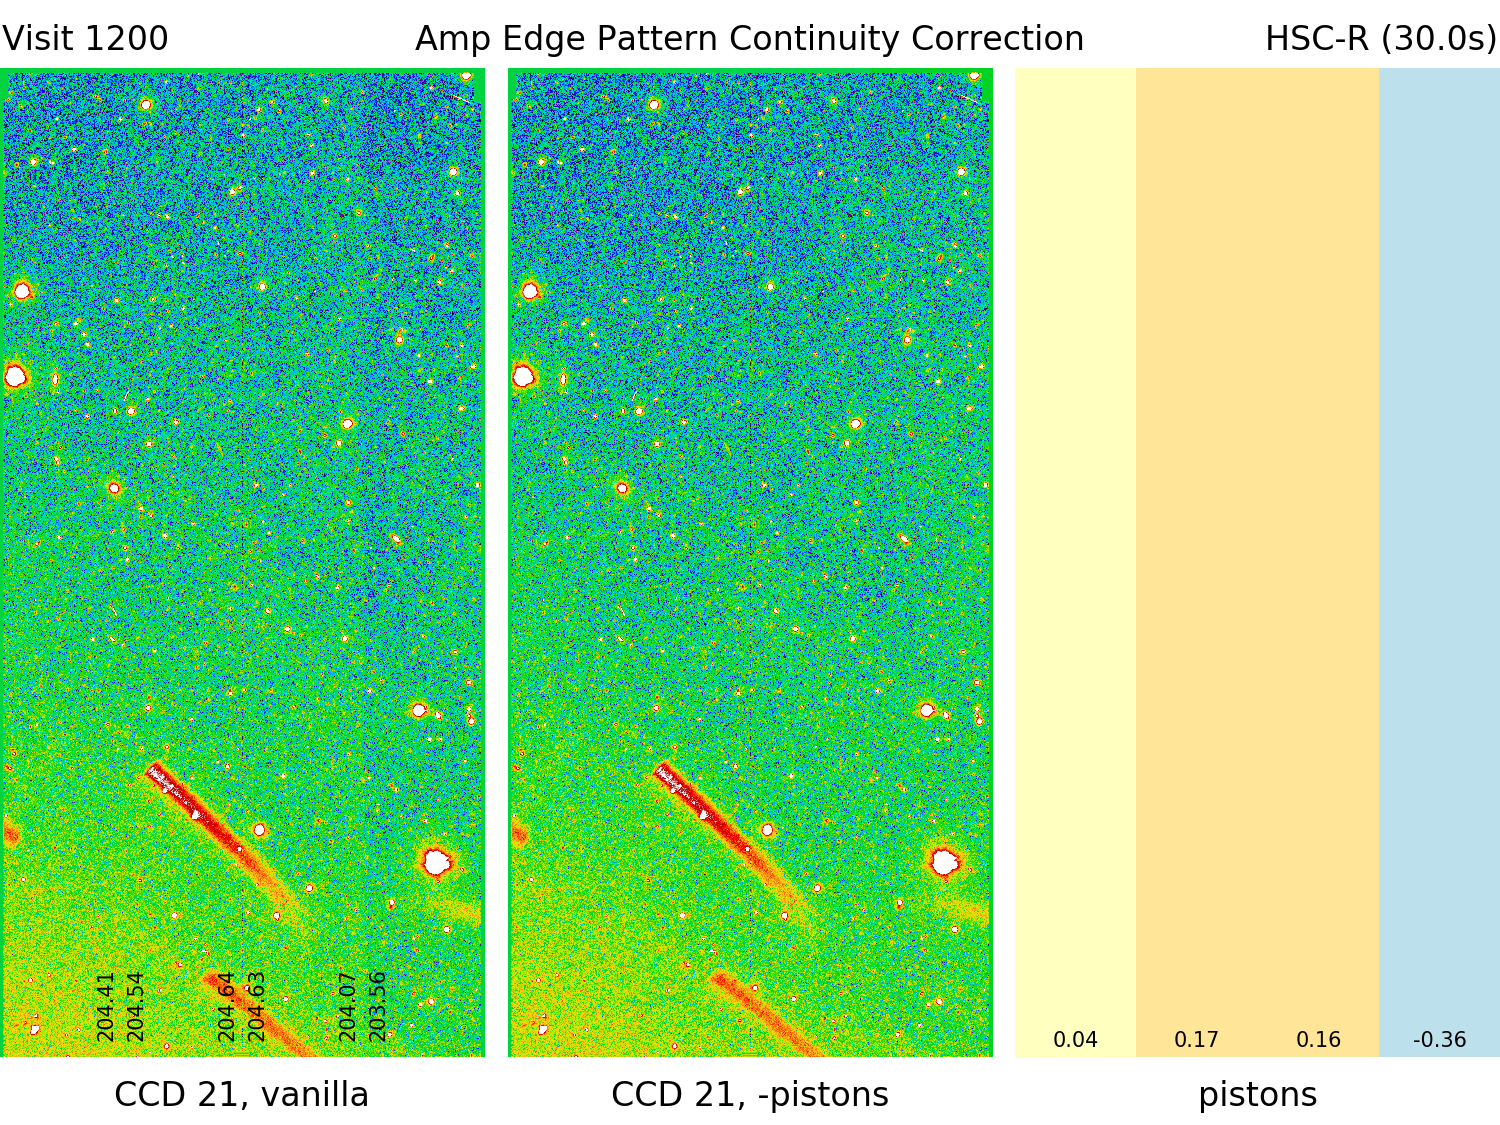 Visit 1200
Amp Edge Pattern Continuity Correction
HSC-R (30.0s)
204.41
204.54
204.64
204.63
204.07
203.56
0.04
0.17
0.16
-0.36
CCD 21, vanilla
CCD 21, -pistons
pistons